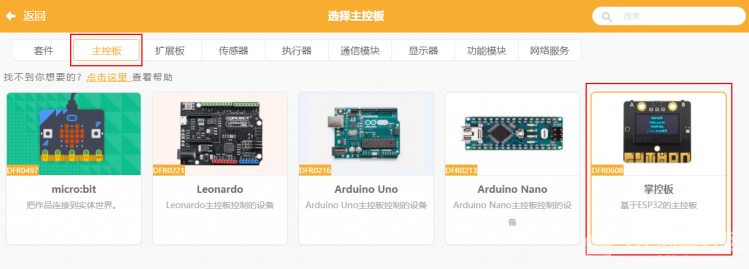 返回
选择主控板
搜索
套件 主控板 扩展板 传感器 执行器 通信模块 显示器 功能模块 网络服务
找不到你想要的? 点击这里 查看帮助
DFR0497
micro:bit
把作品连接到实体世界。
DFR0221
Leonardo
Leonardo主控板控制的设备
DFR0216
Arduino Uno
Arduino Uno主控板控制的设备
DFR0213
Arduino Nano
Arduino Nano主控板控制的设
备
DFR0608
掌控板
基于ESP32的主控板